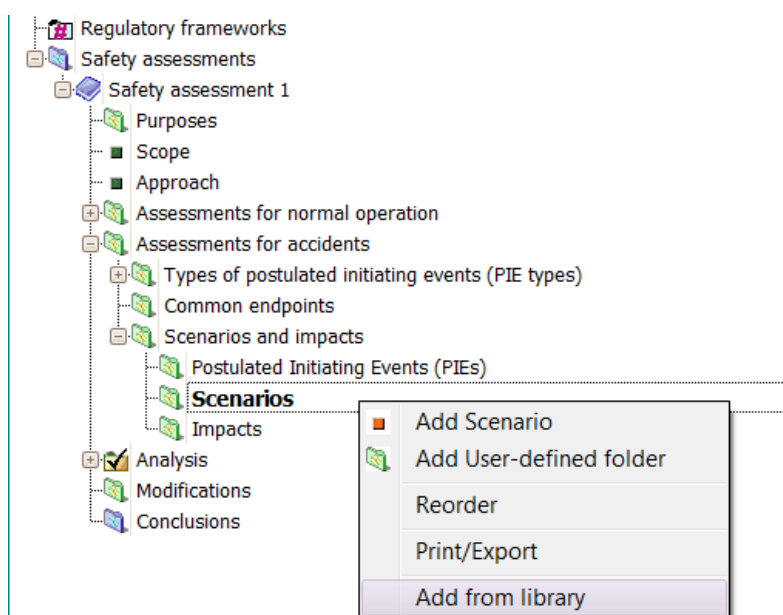 Regulatory frameworks
Safety assessments
Safety assessment 1
Purposes
Scope
Approach
Assessments for normal operation
Assessments for accidents
Types of postulated initiating events (PIE types)
Common endpoints
Scenarios and impacts
Postulated Initiating Events (PIEs)
Scenarios
Impacts
Analysis
Modifications
Conclusions
Add Scenario
Add User-defined folder
Reorder
Print/Export
Add from library